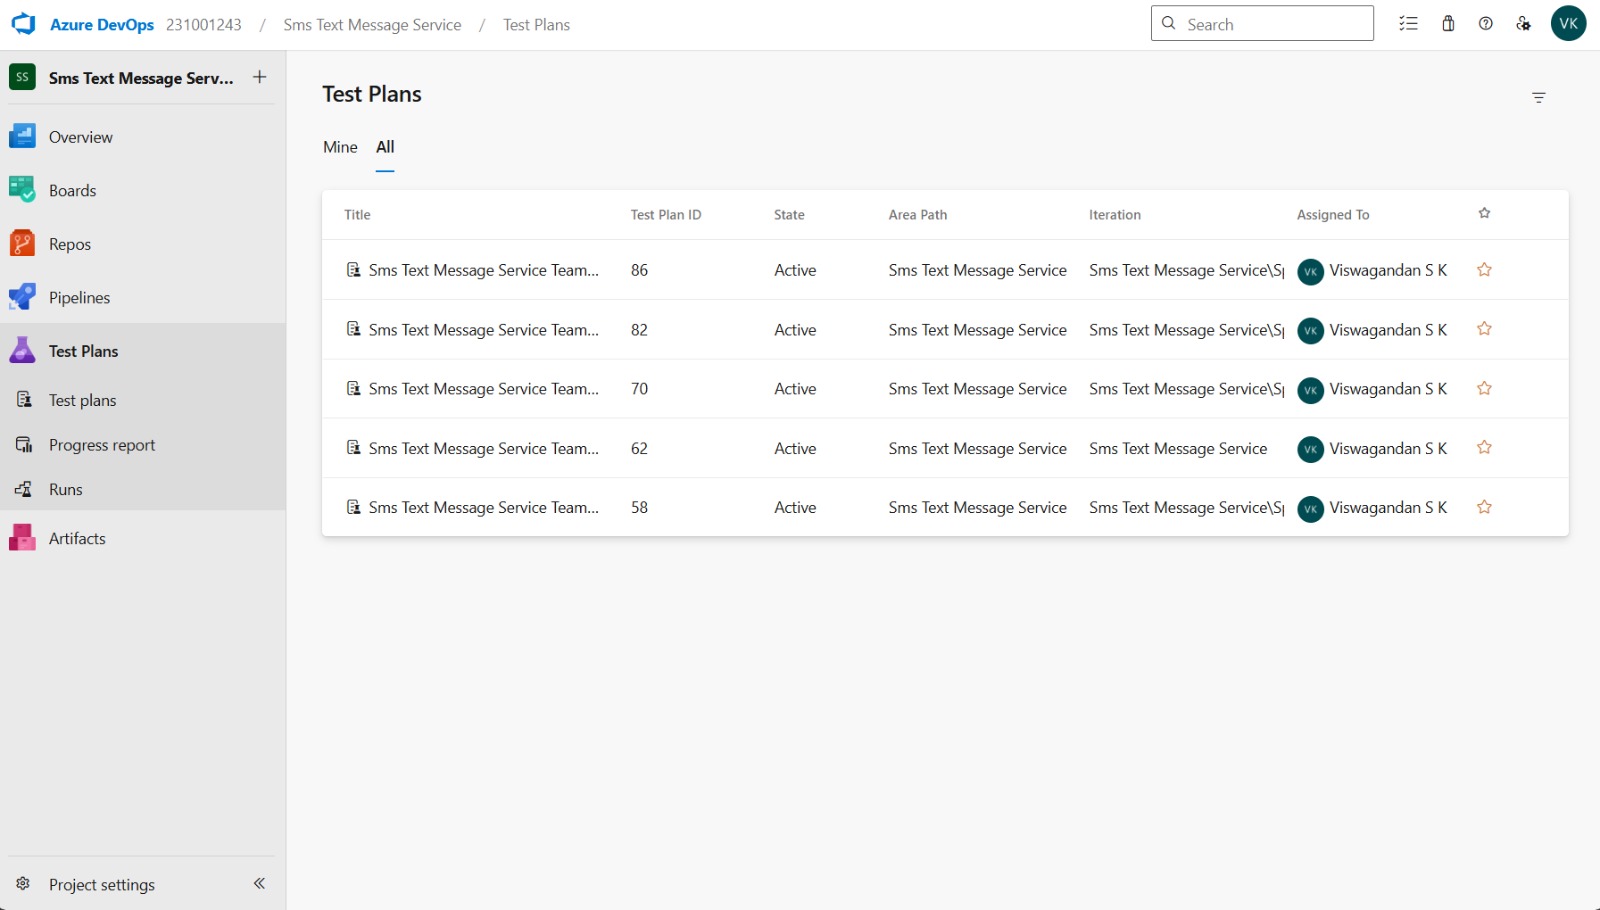 Azure DevOps 231001243 / Sms Text Message Service / Test Plans Search VK
SS Sms Text Message Serv... +
Overview
Boards
Repos
Pipelines
Test Plans
Test plans
Progress report
Runs
Artifacts
Project settings
Test Plans
Mine All
Title Test Plan ID State Area Path Iteration Assigned To
Sms Text Message Service Team... 86 Active Sms Text Message Service Sms Text Message Service\Sp VK Viswagandan S K
Sms Text Message Service Team... 82 Active Sms Text Message Service Sms Text Message Service\Sp VK Viswagandan S K
Sms Text Message Service Team... 70 Active Sms Text Message Service Sms Text Message Service\Sp VK Viswagandan S K
Sms Text Message Service Team... 62 Active Sms Text Message Service Sms Text Message Service VK Viswagandan S K
Sms Text Message Service Team... 58 Active Sms Text Message Service Sms Text Message Service\Sp VK Viswagandan S K